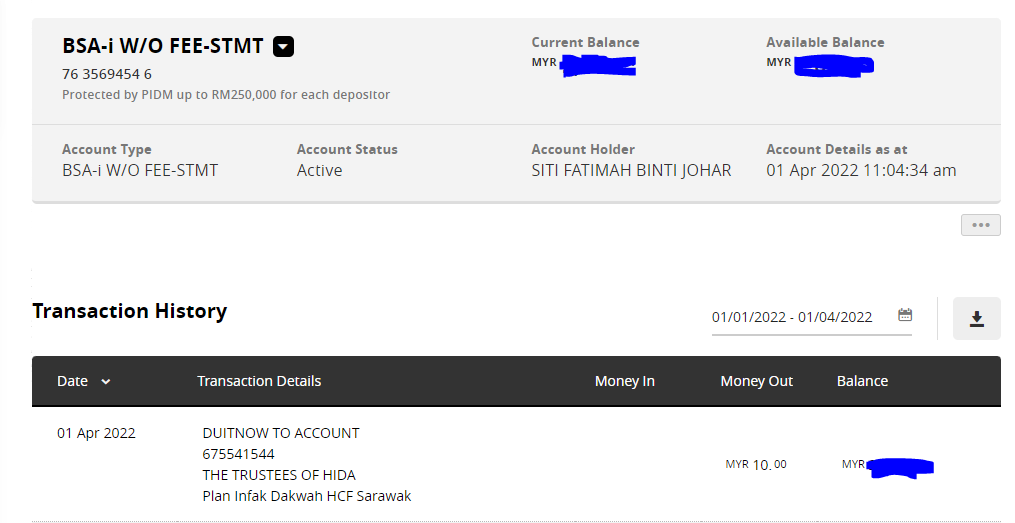 BSA-i W/O FEE-STMT
76 3569454 6
Protected by PIDM up to RM250,000 for each depositor
Current Balance
MYR
Available Balance
MYR
Account Type
BSA-i W/O FEE-STMT
Account Status
Active
Account Holder
SITI FATIMAH BINTI JOHAR
Account Details as at
01 Apr 2022 11:04:34 am
Transaction History
01/01/2022 - 01/04/2022
Date Transaction Details Money In Money Out Balance
01 Apr 2022
DUITNOW TO ACCOUNT
675541544
THE TRUSTEES OF HIDA
Plan Infak Dakwah HCF Sarawak
MYR 10.00
MYR